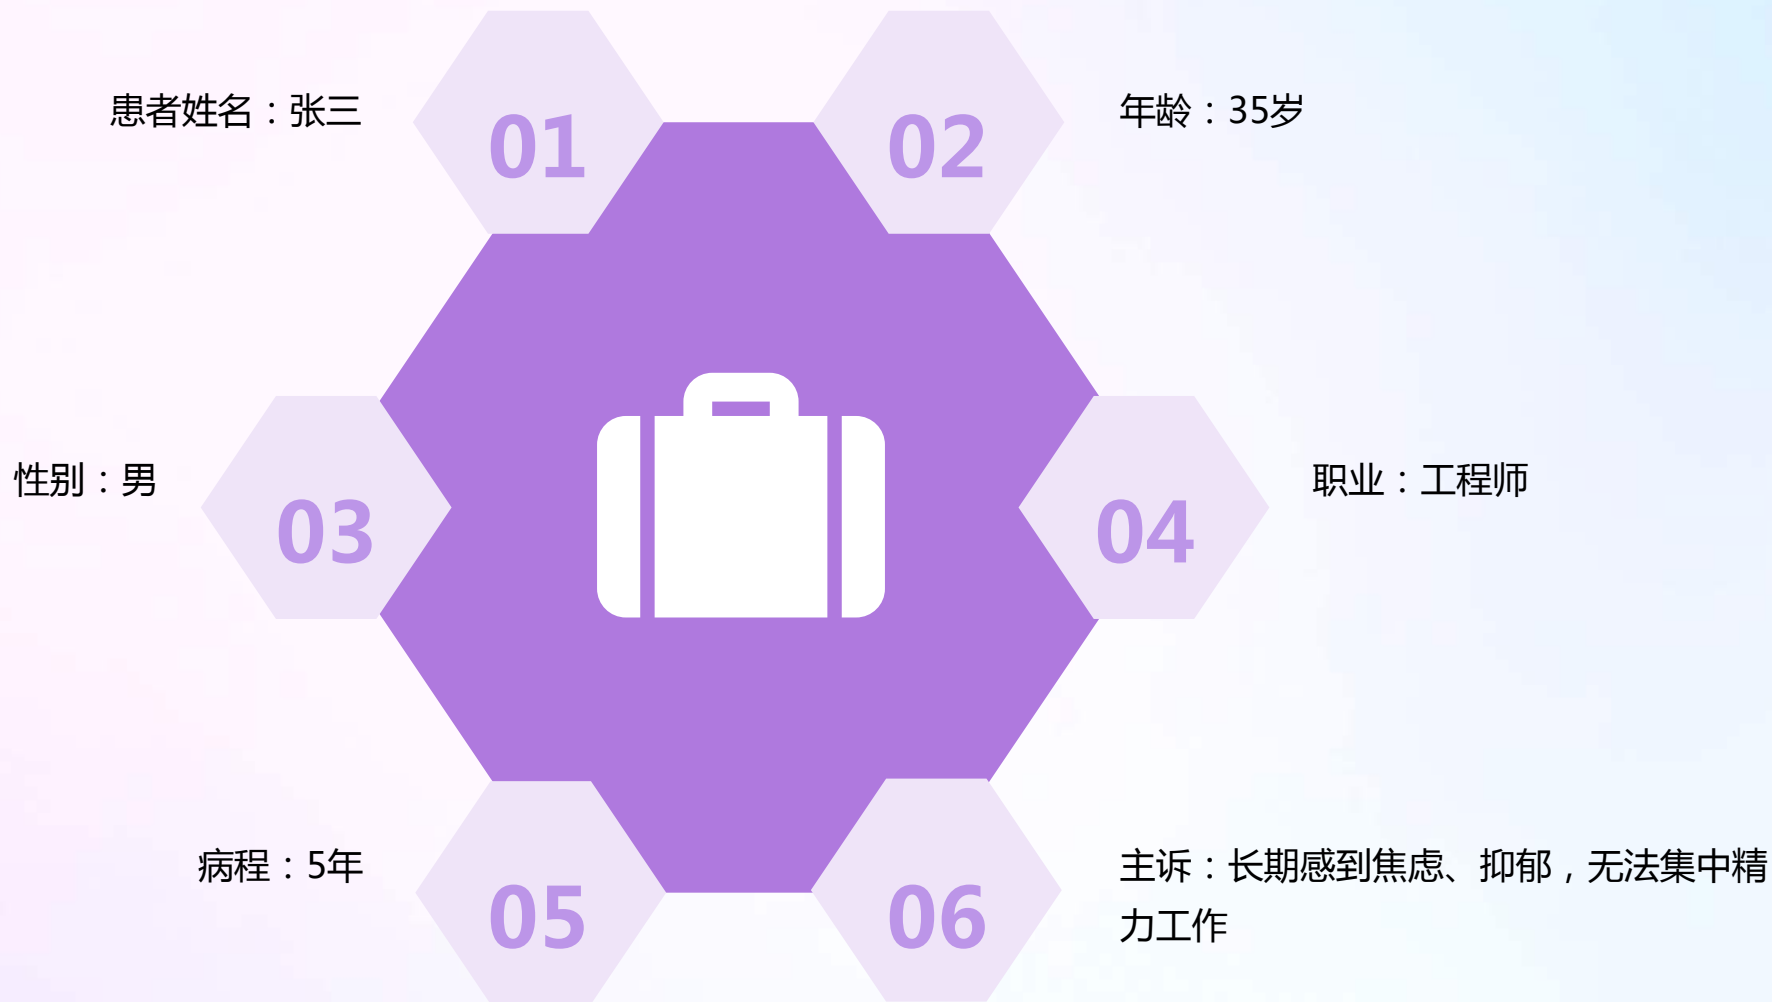 患者姓名：张三
01
02
年龄：35岁
性别：男
03
04
职业：工程师
病程：5年
05
06
主诉：长期感到焦虑、抑郁，无法集中精
力工作